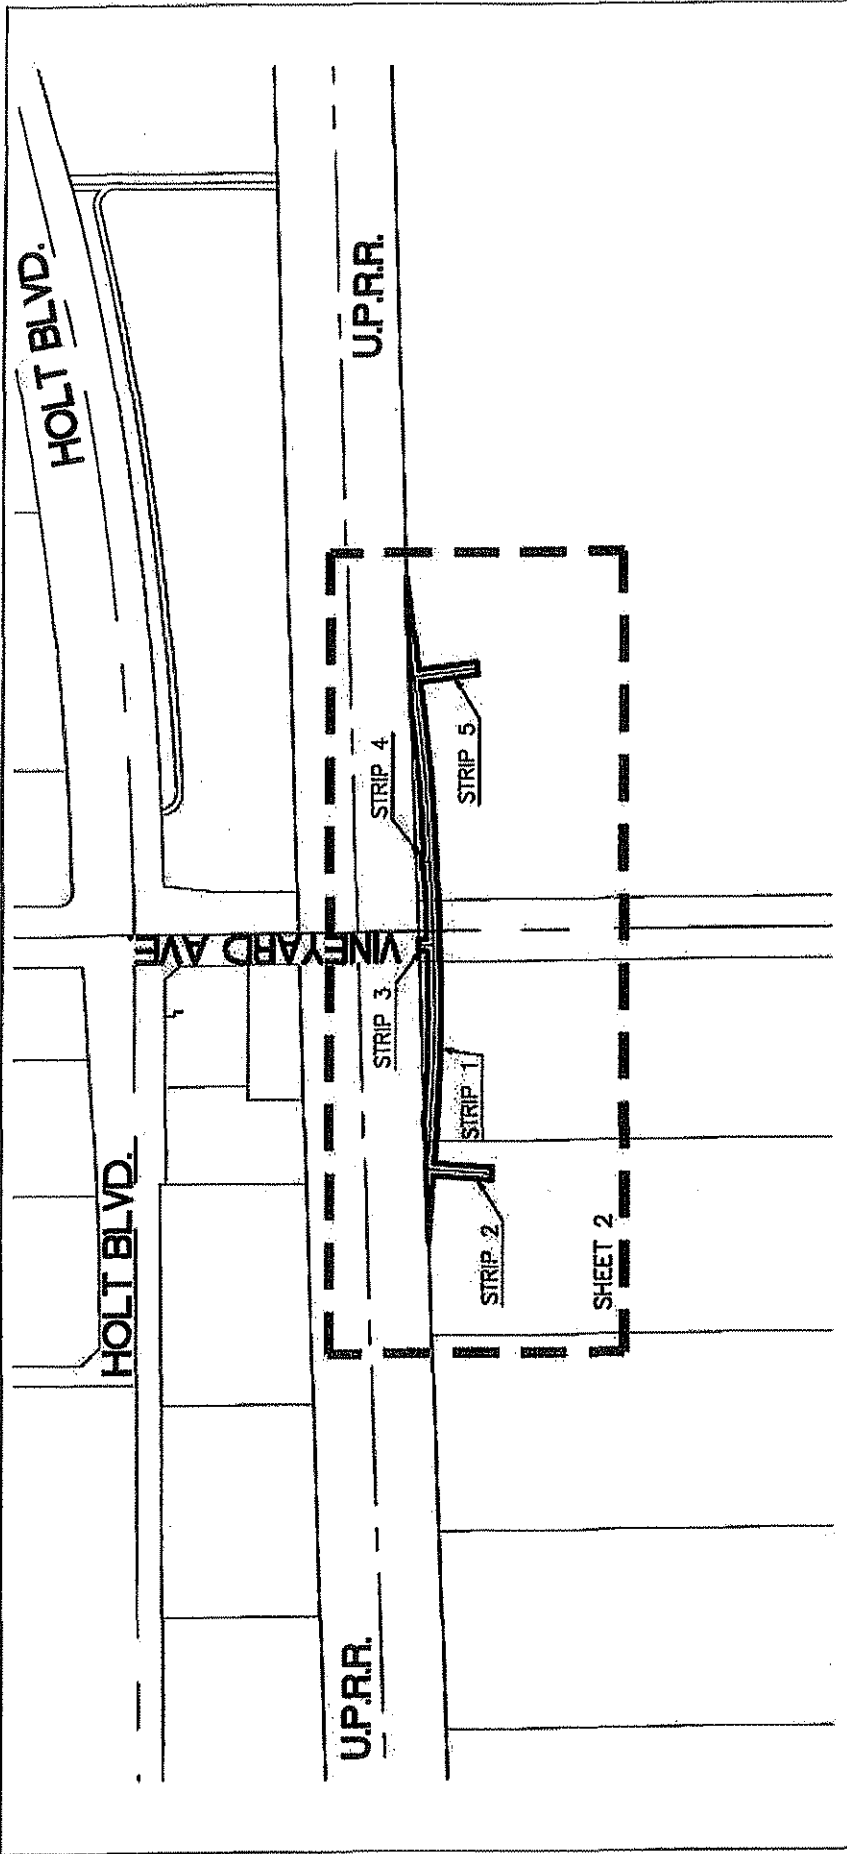 HOLT BLVD.
HOLT BLVD.
U.P.R.R.
U.P.R.R.
VINEYARD AVE
STRIP 3
STRIP 4
STRIP 1
STRIP 5
STRIP 2
SHEET 2